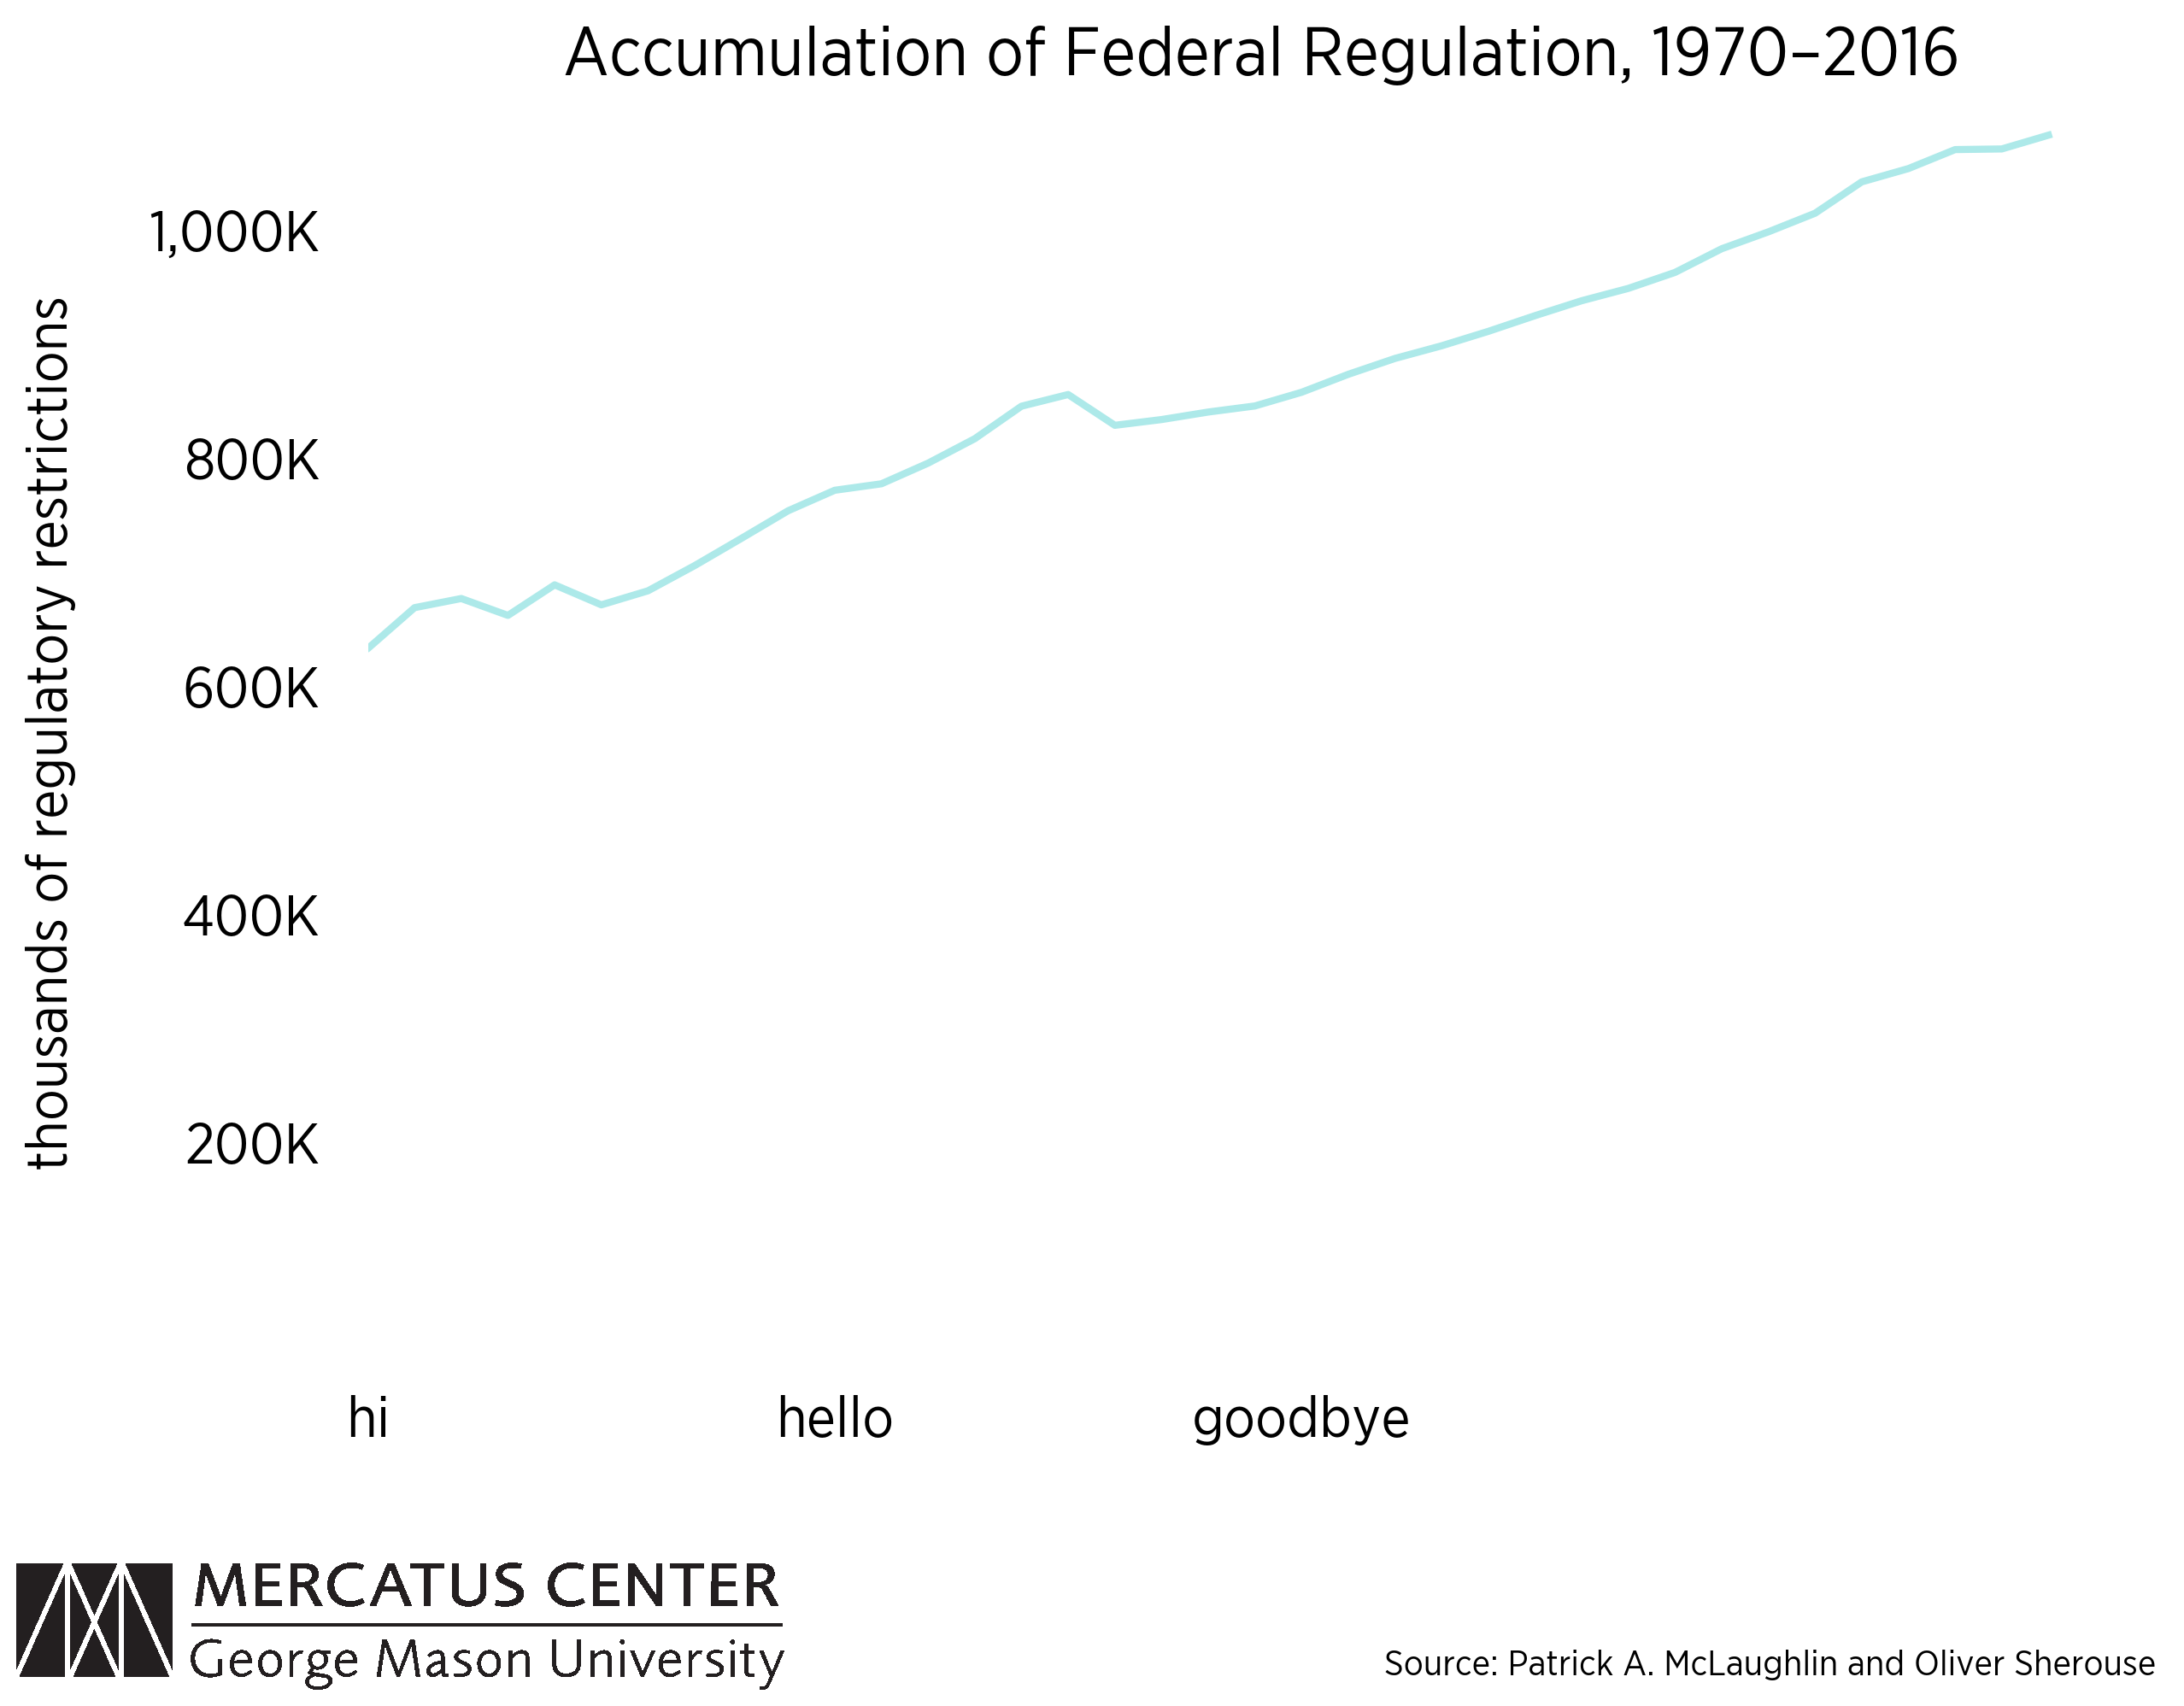 Accumulation of Federal Regulation, 1970–2016
thousands of regulatory restrictions
1,000K
800K
600K
400K
200K
hi hello goodbye
MERCATUS CENTER
George Mason University
Source: Patrick A. McLaughlin and Oliver Sherouse